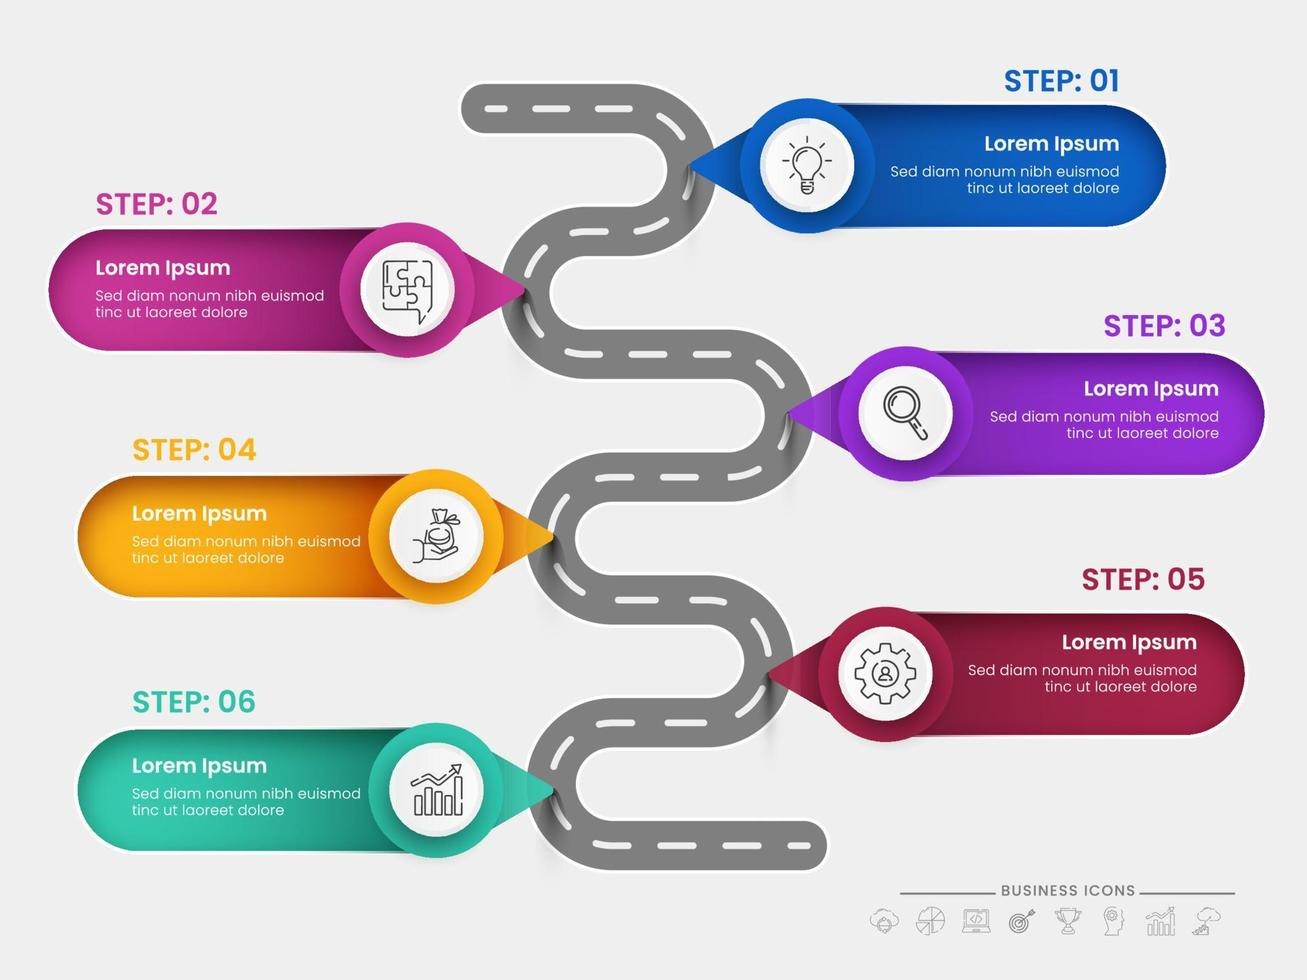 STEP: 01
Lorem Ipsum
Sed diam nonum nibh euismod
tinc ut laoreet dolore
STEP: 02
Lorem Ipsum
Sed diam nonum nibh euismod
tinc ut laoreet dolore
STEP: 03
Lorem Ipsum
Sed diam nonum nibh euismod
tinc ut laoreet dolore
STEP: 04
Lorem Ipsum
Sed diam nonum nibh euismod
tinc ut laoreet dolore
STEP: 05
Lorem Ipsum
Sed diam nonum nibh euismod
tinc ut laoreet dolore
STEP: 06
Lorem Ipsum
Sed diam nonum nibh euismod
tinc ut laoreet dolore
BUSINESS ICONS